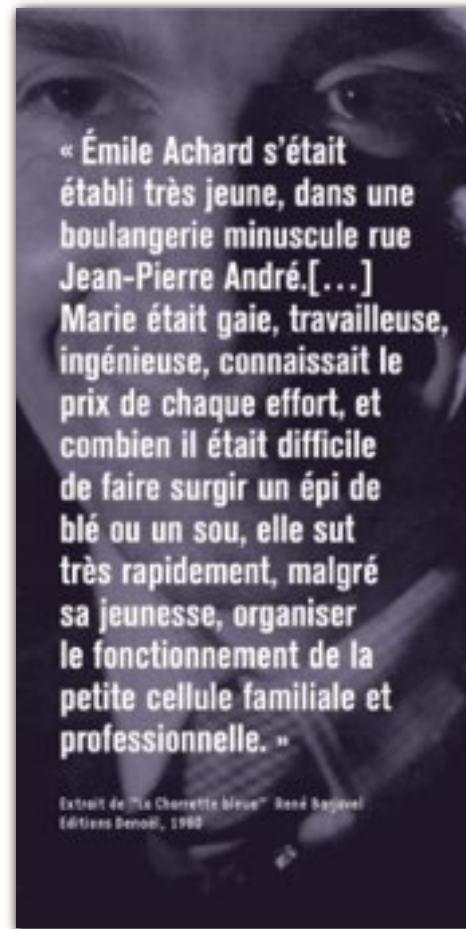 « Émile Achard s'était
établi très jeune, dans une
boulangerie minuscule rue
Jean-Pierre André.[...]
Marie était gaie, travailleuse,
ingénieuse, connaissait le
prix de chaque effort, et
combien il était difficile
de faire surgir un épi de
blé ou un sou, elle sut
très rapidement, malgré
sa jeunesse, organiser
le fonctionnement de la
petite cellule familiale et
professionnelle. »
Extrait de "La Charrette bleue" René Barjavel
Editions Denoël, 1980